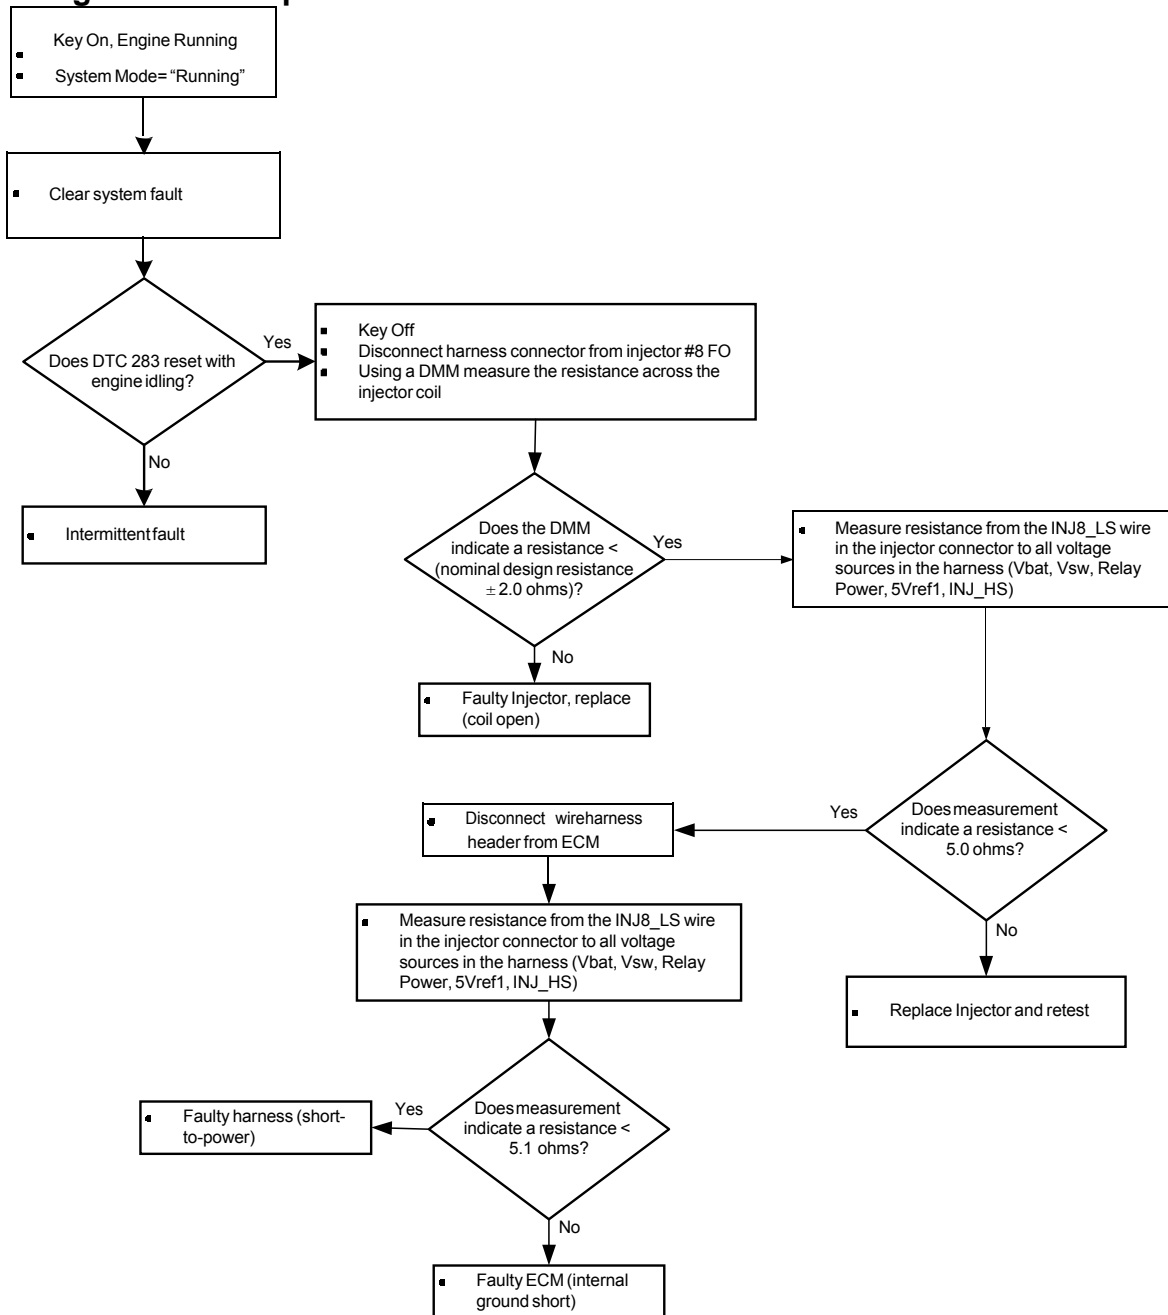 Key On, Engine Running
System Mode= “Running”
Clear system fault
Does DTC 283 reset with
engine idling?
Yes
No
Intermittent fault
Key Off
Disconnect harness connector from injector #8 FO
Using a DMM measure the resistance across the
injector coil
Does the DMM
indicate a resistance <
(nominal design resistance
± 2.0 ohms)?
Yes
No
Faulty Injector, replace
(coil open)
Measure resistance from the INJ8_LS wire
in the injector connector to all voltage
sources in the harness (Vbat, Vsw, Relay
Power, 5Vref1, INJ_HS)
Does measurement
indicate a resistance <
5.0 ohms?
Yes
No
Replace Injector and retest
Disconnect wireharness
header from ECM
Measure resistance from the INJ8_LS wire
in the injector connector to all voltage
sources in the harness (Vbat, Vsw, Relay
Power, 5Vref1, INJ_HS)
Does measurement
indicate a resistance <
5.1 ohms?
Yes
Faulty harness (short-
to-power)
No
Faulty ECM (internal
ground short)